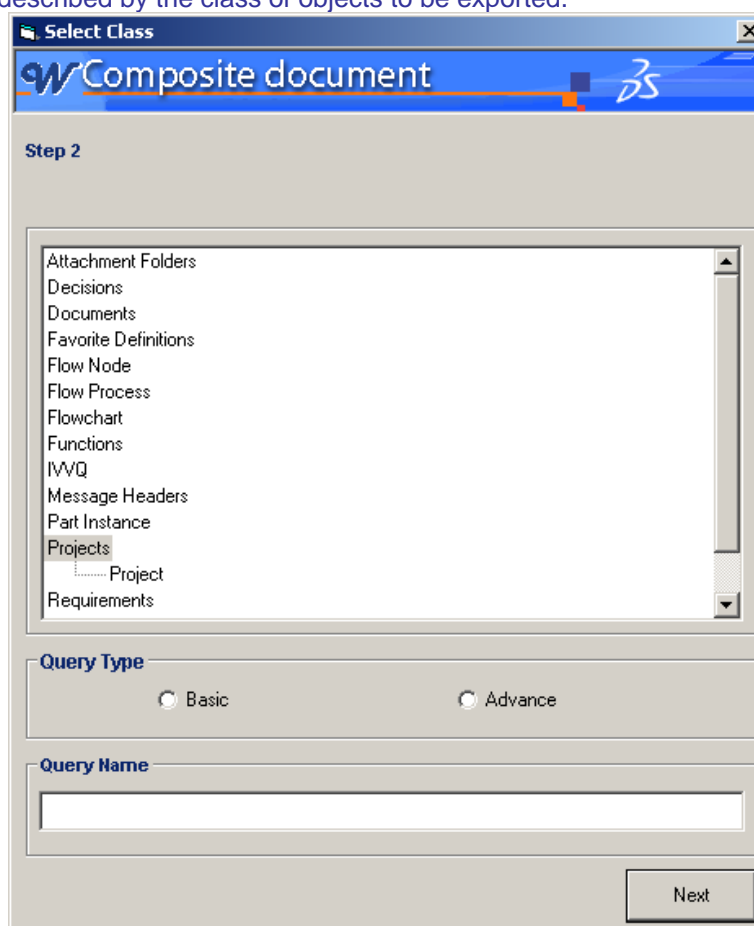 described by the class of objects to be exported.
Select Class
W Composite document DS
Step 2
Attachment Folders
Decisions
Documents
Favorite Definitions
Flow Node
Flow Process
Flowchart
Functions
IVVQ
Message Headers
Part Instance
Projects
Project
Requirements
Query Type
Basic Advance
Query Name
Next